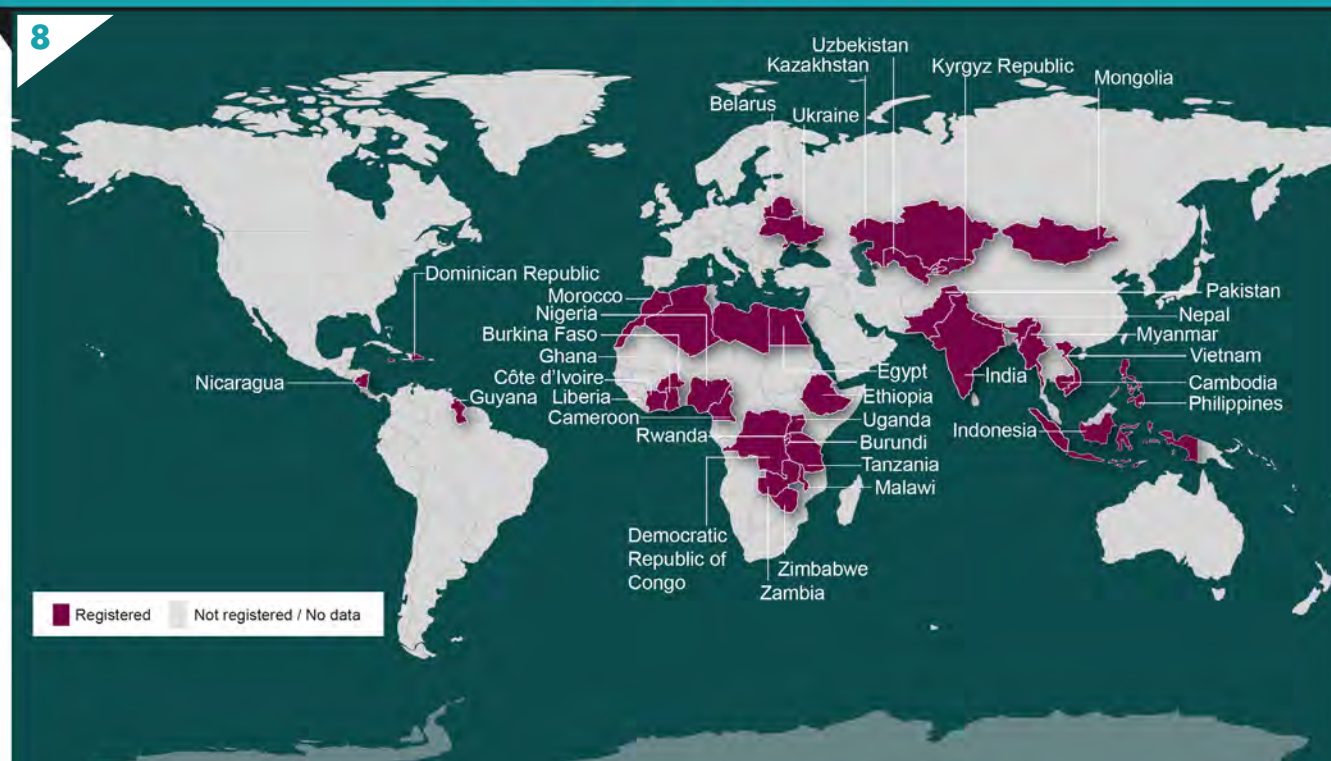 8
Uzbekistan
Kazakhstan
Kyrgyz Republic
Mongolia
Belarus
Ukraine
Dominican Republic
Morocco
Nigeria
Burkina Faso
Ghana
Nicaragua
Côte d'Ivoire
Guyana
Liberia
Cameroon
Rwanda
Egypt
Ethiopia
Uganda
Burundi
Tanzania
Malawi
Pakistan
Nepal
Myanmar
Vietnam
India
Cambodia
Philippines
Indonesia
Democratic
Republic of
Congo
Zimbabwe
Zambia
Registered
Not registered / No data